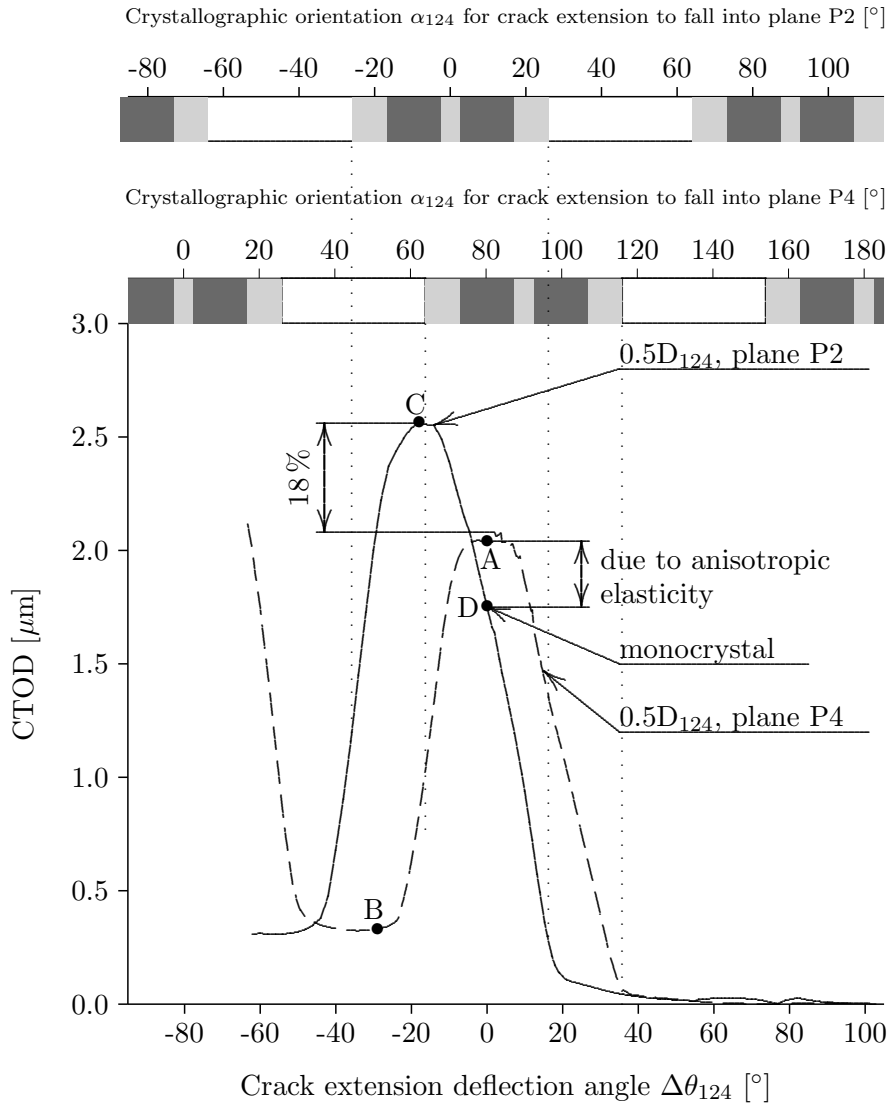 Crystallographic orientation α₁₂₄ for crack extension to fall into plane P2 [°]
-80 -60 -40 -20 0 20 40 60 80 100
Crystallographic orientation α₁₂₄ for crack extension to fall into plane P4 [°]
0 20 40 60 80 100 120 140 160 180
3.0
0.5D₁₂₄, plane P2
C
2.5
18%
2.0
A
due to anisotropic
elasticity
D
monocrystal
1.5
0.5D₁₂₄, plane P4
CTOD [μm]
1.0
0.5
B
0.0
-80 -60 -40 -20 0 20 40 60 80 100
Crack extension deflection angle Δθ₁₂₄ [°]